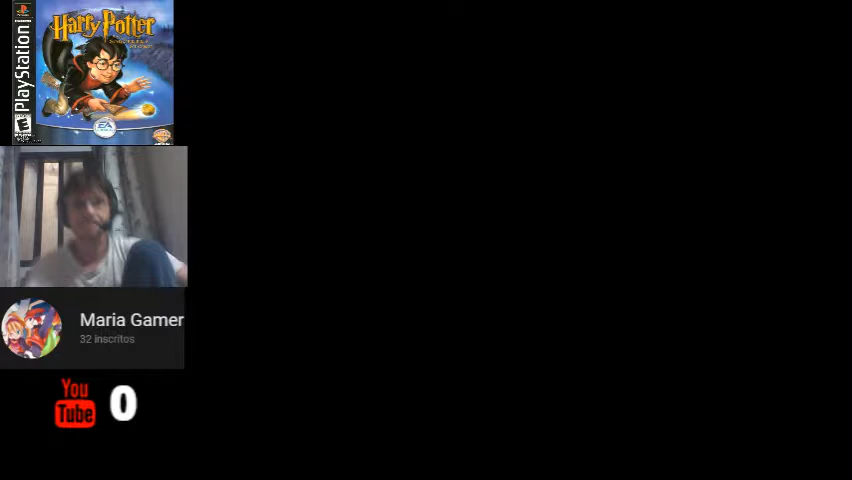 Harry Potter
PlayStation
E
EA
Maria Gamer
32 inscritos
You
Tube
0